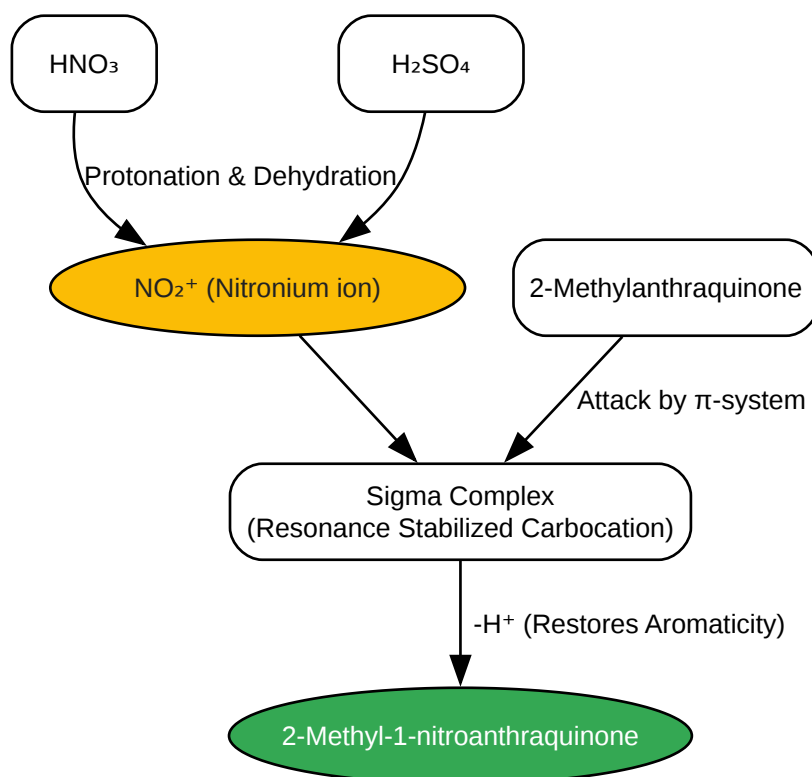 HNO₃
H₂SO₄
Protonation & Dehydration
NO₂⁺ (Nitronium ion)
2-Methylanthraquinone
Attack by π-system
Sigma Complex
(Resonance Stabilized Carbocation)
-H⁺ (Restores Aromaticity)
2-Methyl-1-nitroanthraquinone